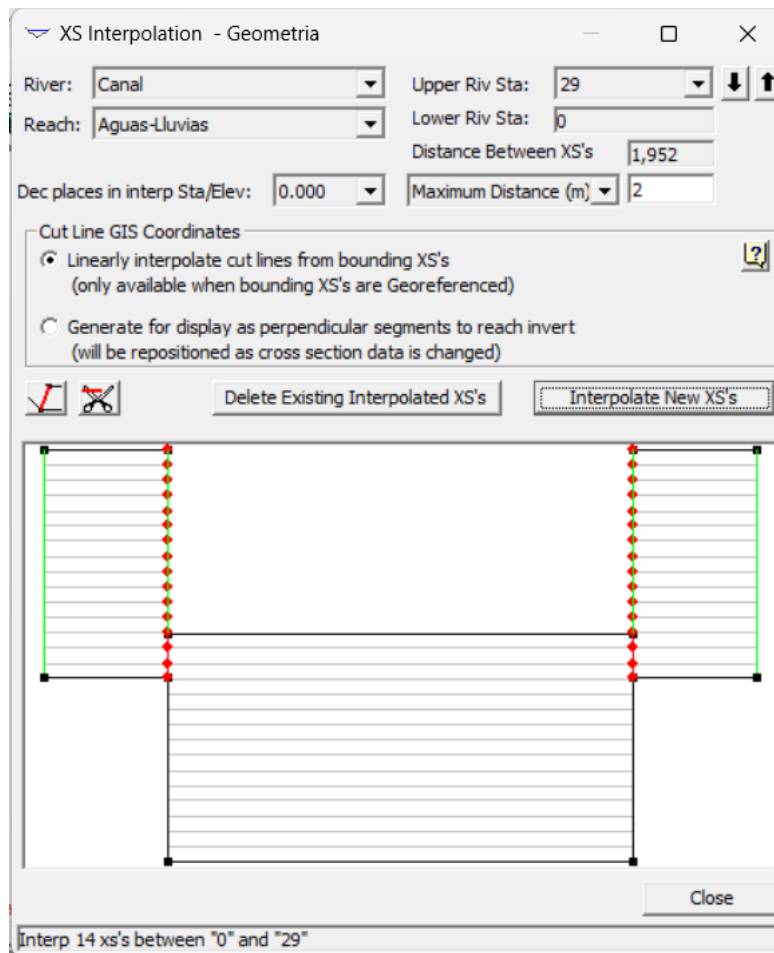 XS Interpolation - Geometria
River: Canal
Upper Riv Sta: 29
Reach: Aguas-Lluvias
Lower Riv Sta: 0
Distance Between XS's 1,952
Dec places in interp Sta/Elev: 0.000
Maximum Distance (m) 2
Cut Line GIS Coordinates
Linearly interpolate cut lines from bounding XS's
(only available when bounding XS's are Georeferenced)
Generate for display as perpendicular segments to reach invert
(will be repositioned as cross section data is changed)
Delete Existing Interpolated XS's
Interpolate New XS's
Close
Interp 14 xs's between "0" and "29"